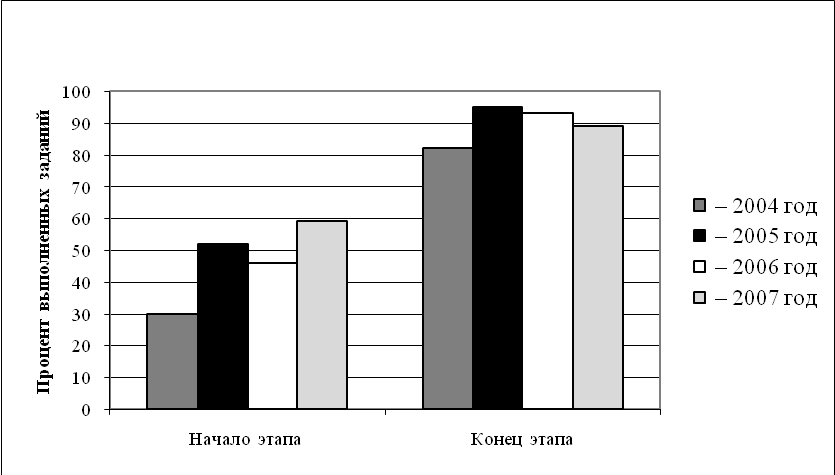 Процент выполненных заданий
100
90
80
70
60
50
40
30
20
10
0
Начало этапа
Конец этапа
– 2004 год
– 2005 год
– 2006 год
– 2007 год